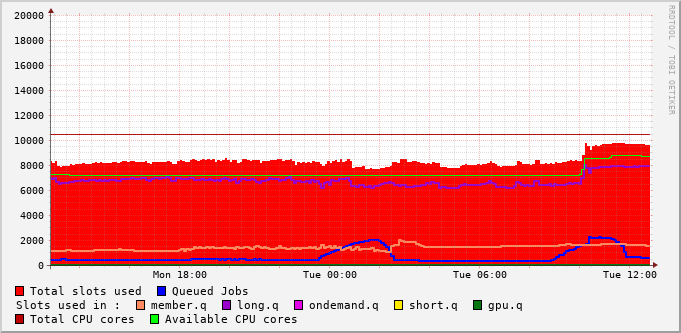 20000
18000
16000
14000
12000
10000
8000
6000
4000
2000
0
Mon 18:00 Tue 00:00 Tue 06:00 Tue 12:00
RRDTOOL / TOBI OETIKER
Total slots used Queued Jobs
Slots used in : member.q long.q ondemand.q short.q gpu.q
Total CPU cores Available CPU cores